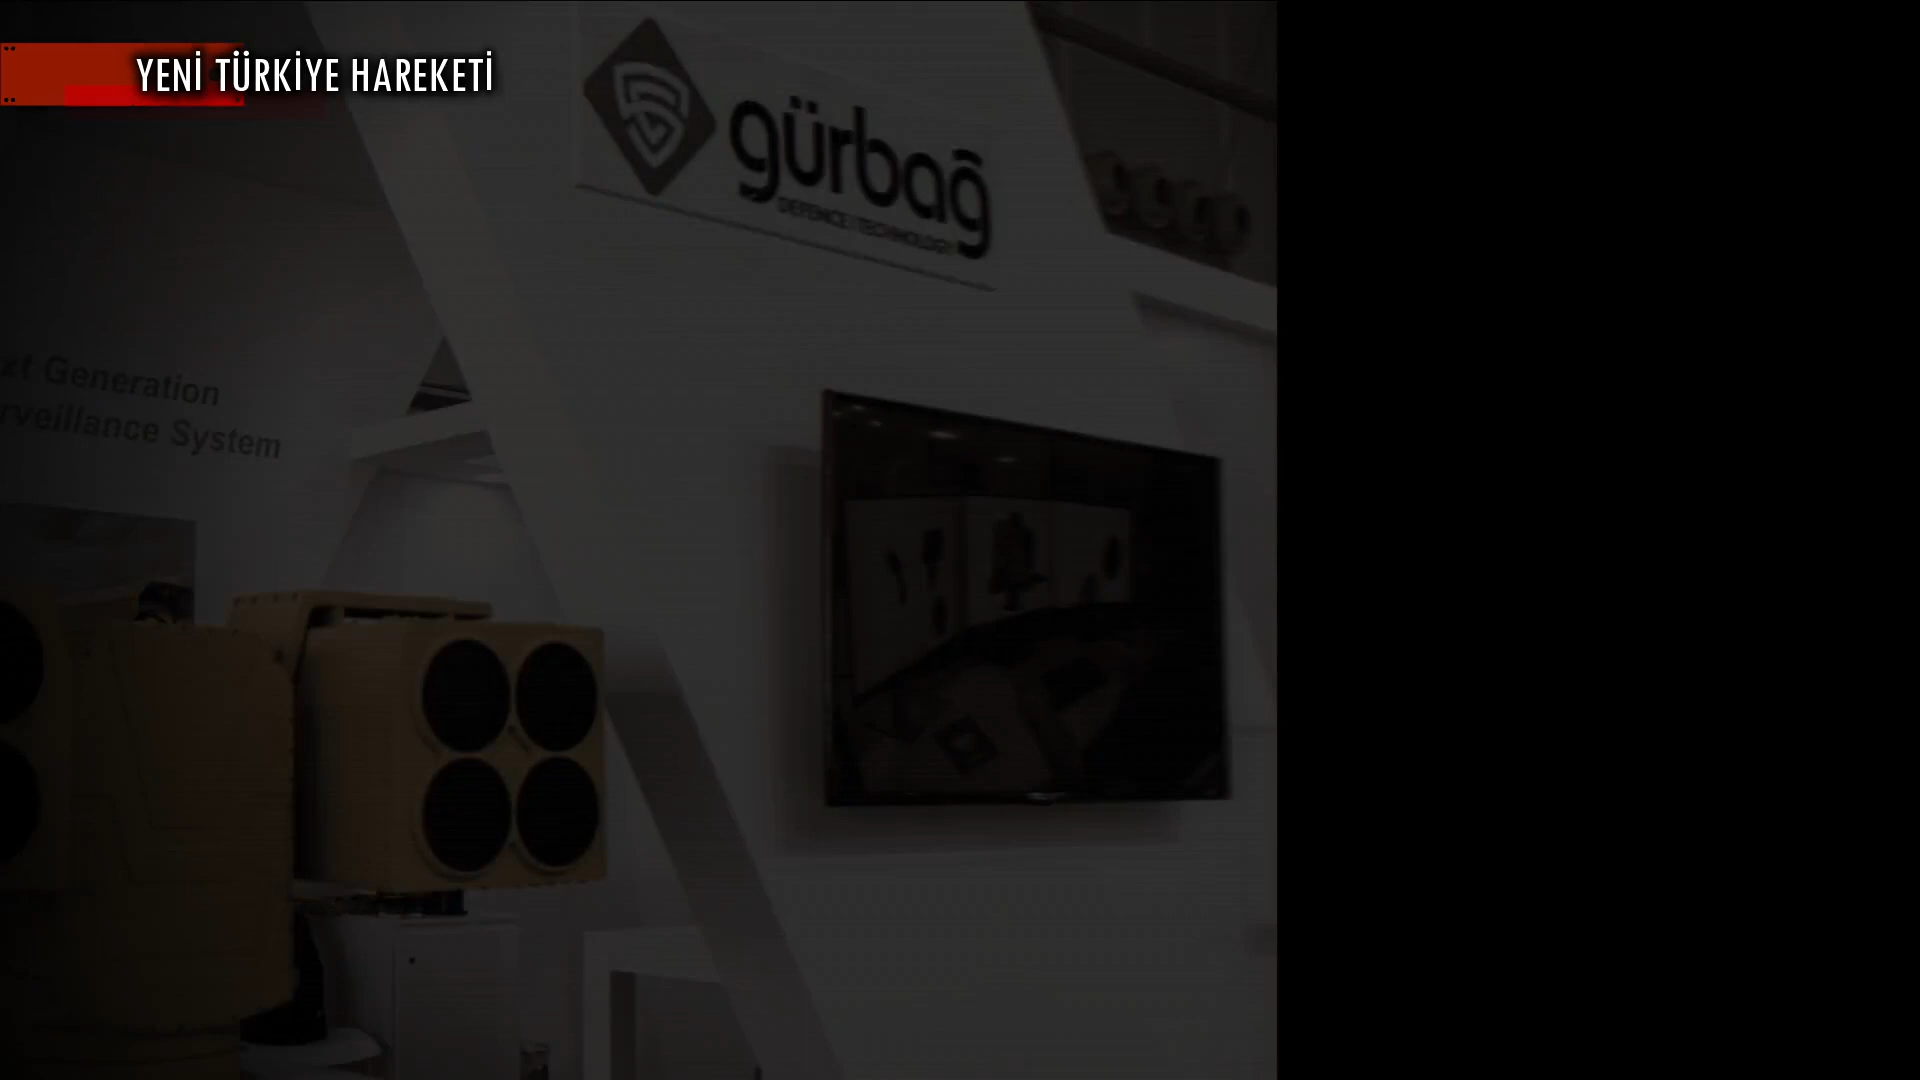 YENİ TÜRKİYE HAREKETİ
gürbağ
DEFENCE TECHNOLOGY
xt Generation
rveillance System